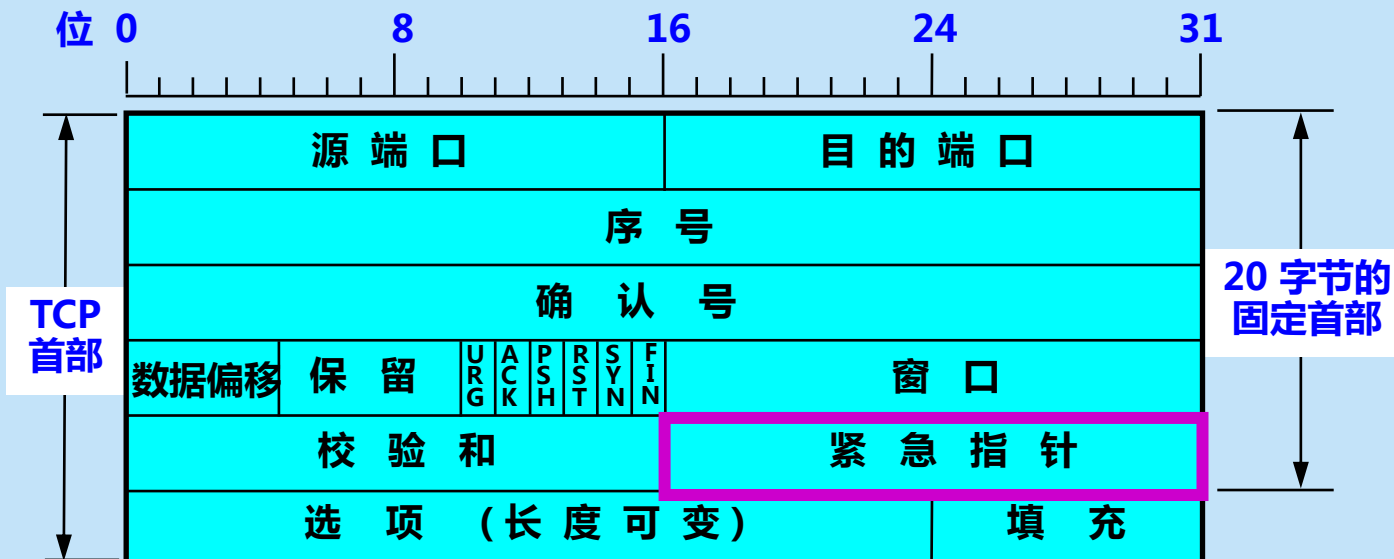 位 0 8 16 24 31
源 端 口 目 的 端 口
序 号
确 认 号
数据偏移 保 留 URG ACK PSH RST SYN FIN 窗 口
校 验 和 紧 急 指 针
选 项 (长 度 可 变) 填 充
TCP
首部
20 字节的
固定首部